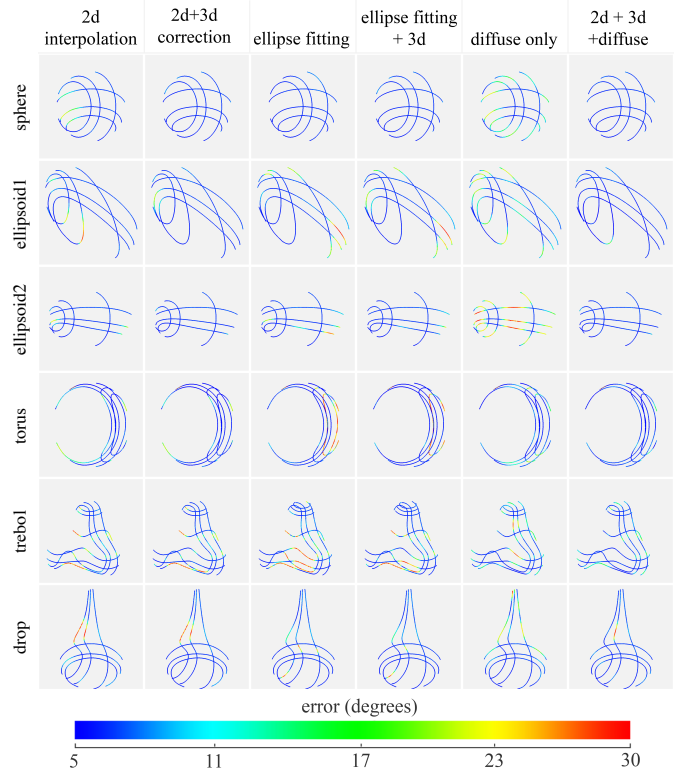 2d interpolation
2d+3d correction
ellipse fitting
ellipse fitting + 3d
diffuse only
2d + 3d +diffuse
sphere
ellipsoid1
ellipsoid2
torus
trebol
drop
error (degrees)
5 11 17 23 30